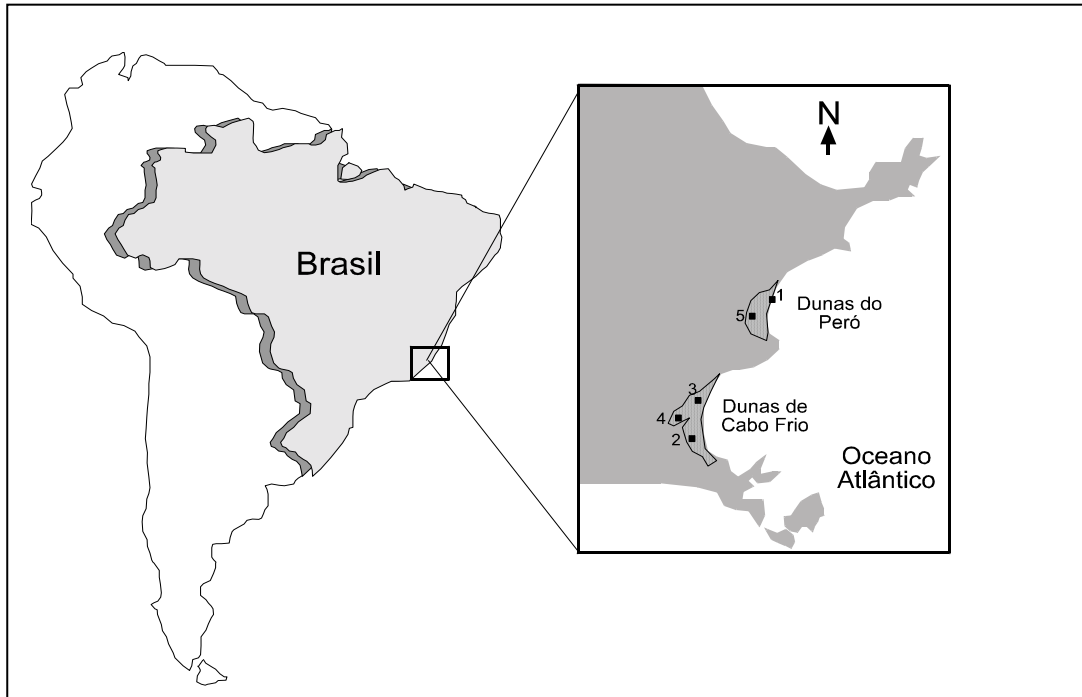 Brasil
N
1
Dunas do
Peró
5
3
Dunas de
Cabo Frio
4
2
Oceano
Atlântico